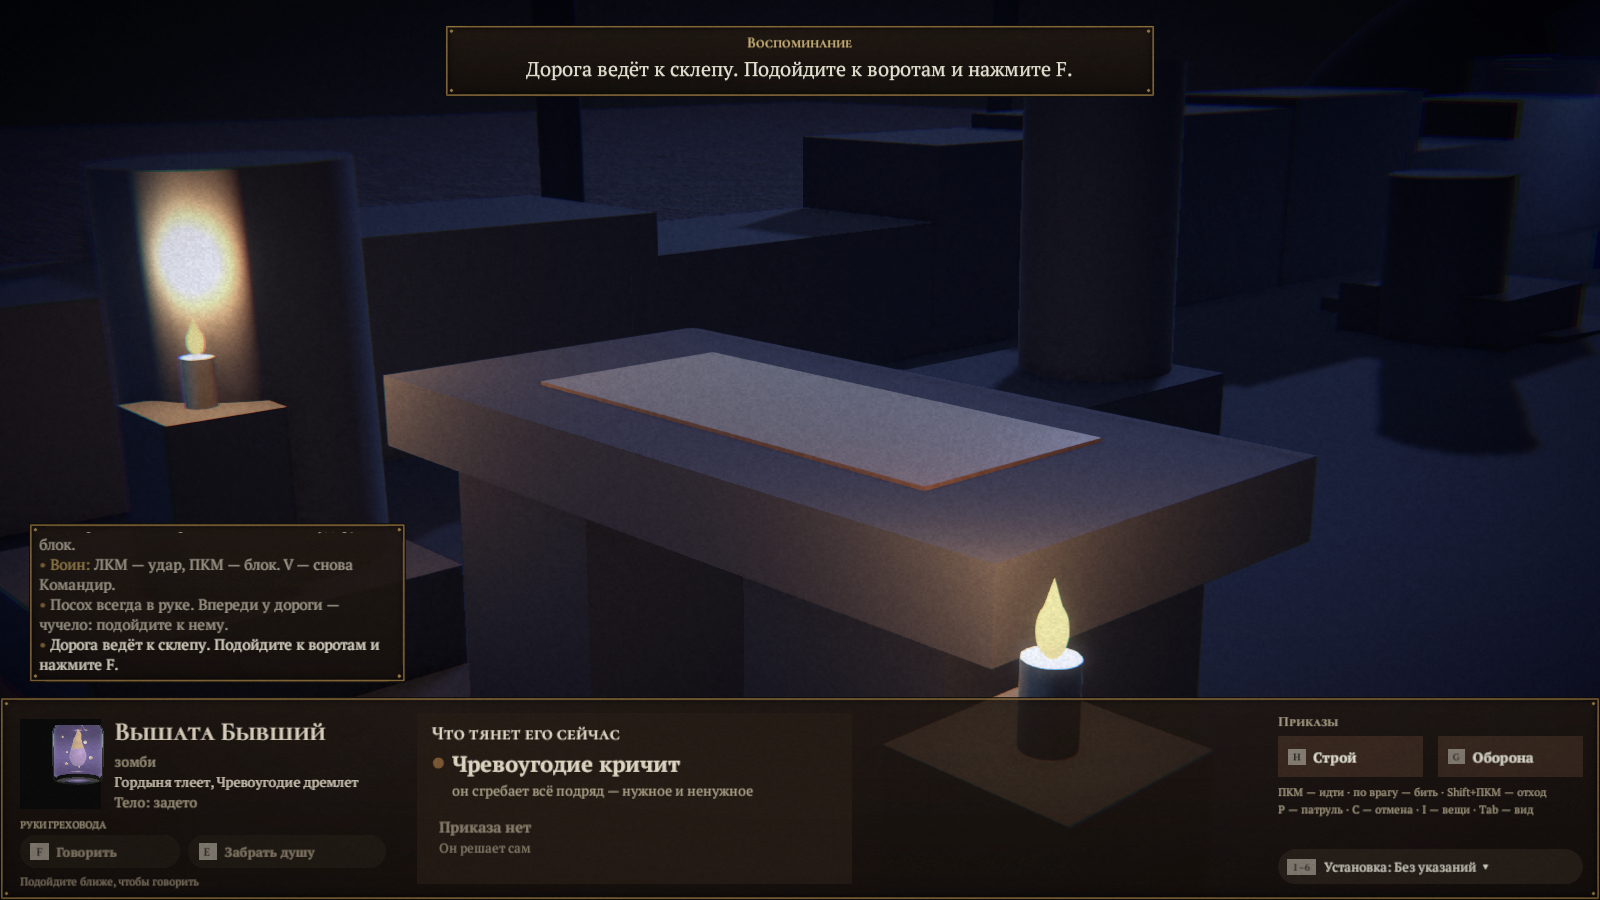 Воспоминание
Дорога ведёт к склепу. Подойдите к воротам и нажмите F.
блок.
• Воин: ЛКМ — удар, ПКМ — блок. V — снова
Командир.
• Посох всегда в руке. Впереди у дороги —
чучело: подойдите к нему.
• Дорога ведёт к склепу. Подойдите к воротам и
нажмите F.
Вышата Бывший
зомби
Гордыня тлеет, Чревоугодие дремлет
Тело: задето
РУКИ ГРЕХОВОДА
F Говорить
E Забрать душу
Подойдите ближе, чтобы говорить
Что тянет его сейчас
Чревоугодие кричит
он сгребает всё подряд — нужное и ненужное
Приказа нет
Он решает сам
Приказы
H Строй
G Оборона
ПКМ — идти · по врагу — бить · Shift+ПКМ — отход
P — патруль · C — отмена · I — вещи · Tab — вид
1–6 Установка: Без указаний ▾